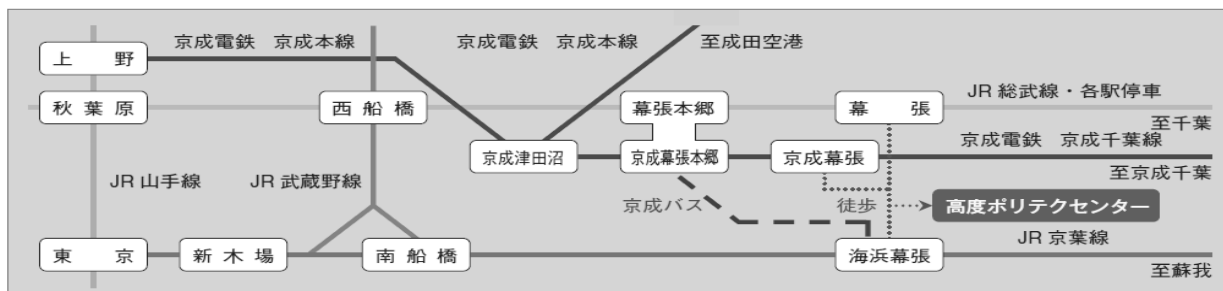 京成電鉄 京成本線
京成電鉄 京成本線
至成田空港
上 野
秋 葉 原
西 船 橋
幕張本郷
幕 張
JR 総武線・各駅停車
至千葉
京成電鉄 京成千葉線
京成津田沼
京成幕張本郷
京成幕張
至京成千葉
JR 山手線
JR 武蔵野線
京成バス
徒歩
高度ポリテクセンター
JR 京葉線
東 京
新 木 場
南 船 橋
海浜幕張
至蘇我